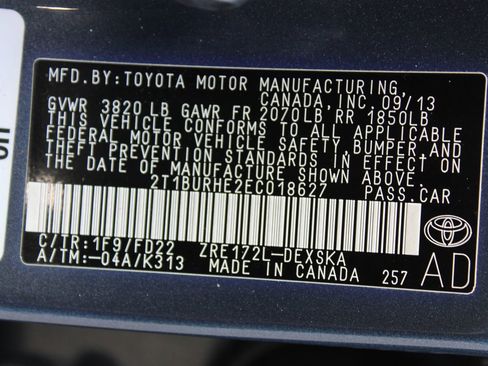 MFD. BY: TOYOTA MOTOR MANUFACTURING,
CANADA, INC. 09/13
GVWR 3820 LB GAWR FR 2070LB RR 1850LB
THIS VEHICLE CONFORMS TO ALL APPLICABLE
FEDERAL MOTOR VEHICLE SAFETY, BUMPER AND
THEFT PREVENTION STANDARDS IN EFFECT ON
THE DATE OF MANUFACTURE SHOWN ABOVE.
2T1BURHE2EC018627 PASS.CAR
C/TR: 1F9/FD22 ZRE172L-DEXSKA
A/TM: -04A/K313 MADE IN CANADA 257
AD